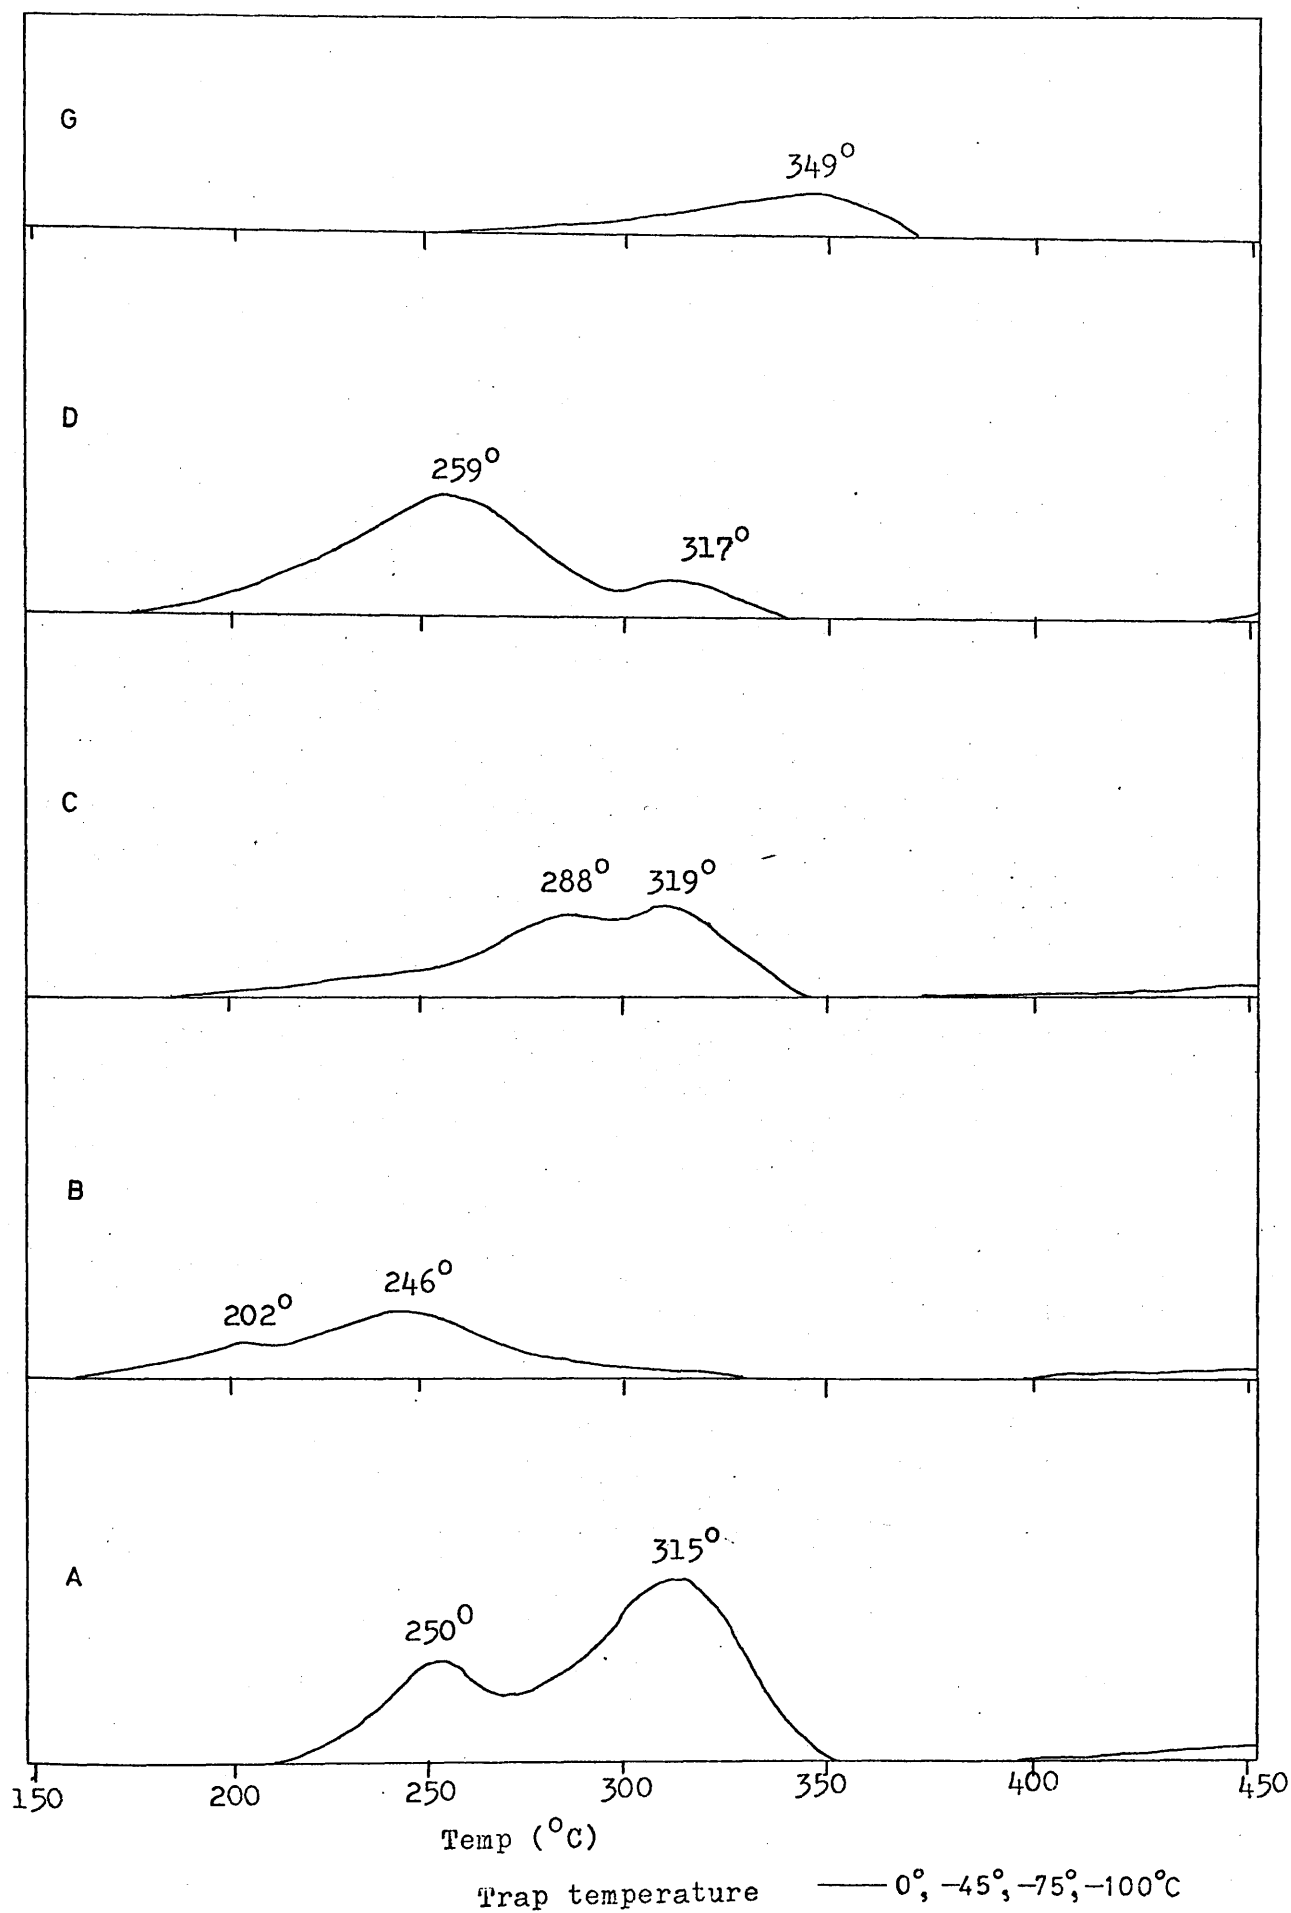 G
349°
D
259°
317°
C
288° 319°
B
202° 246°
A
250° 315°
150 200 250 300 350 400 450
Temp (°C)
Trap temperature —— 0°, -45°, -75°, -100°C